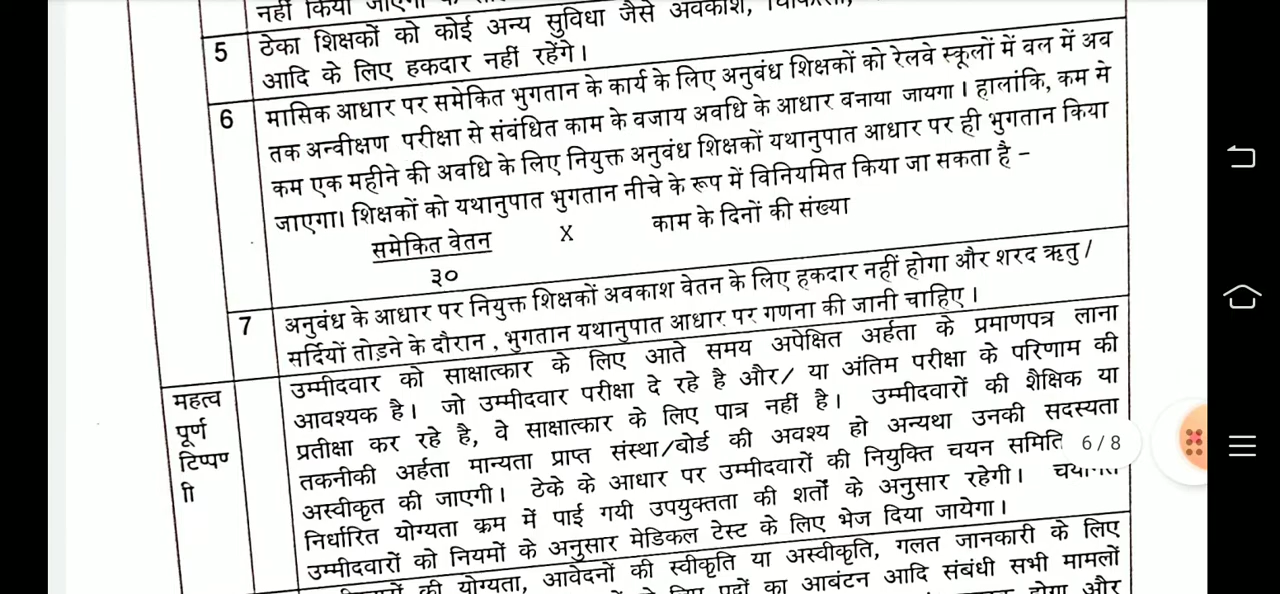 नहीं किया जाएगा
5 ठेका शिक्षकों को कोई अन्य सुविधा जैसे अवकाश, चिकित्सा,
आदि के लिए हकदार नहीं रहेंगे।
6 मासिक आधार पर समेकित भुगतान के कार्य के लिए अनुबंध शिक्षकों को रेलवे स्कूलों में वल में अव
तक अन्वीक्षण परीक्षा से संबंधित काम के वजाय अवधि के आधार वनाया जायगा। हालांकि, कम मे
कम एक महीने की अवधि के लिए नियुक्त अनुबंध शिक्षकों यथानुपात आधार पर ही भुगतान किया
जाएगा। शिक्षकों को यथानुपात भुगतान नीचे के रूप में विनियमित किया जा सकता है –
समेकित वेतन X काम के दिनों की संख्या
३०
7 अनुबंध के आधार पर नियुक्त शिक्षकों अवकाश वेतन के लिए हकदार नहीं होगा और शरद ऋतु/
मर्दियों तोड़ने के दौरान, भुगतान यथानुपात आधार पर गणना की जानी चाहिए।
महत्व
पूर्ण
टिप्पण
ी
उम्मीदवार को साक्षात्कार के लिए आते समय अपेक्षित अर्हता के प्रमाणपत्र लाना
आवश्यक है। जो उम्मीदवार परीक्षा दे रहे है और/ या अंतिम परीक्षा के परिणाम की
प्रतीक्षा कर रहे है, वे साक्षात्कार के लिए पात्र नहीं है। उम्मीदवारों की शैक्षिक या
तकनीकी अर्हता मान्यता प्राप्त संस्था/बोर्ड की अवश्य हो अन्यथा उनकी सदस्यता
अस्वीकृत की जाएगी। ठेके के आधार पर उम्मीदवारों की नियुक्ति चयन समिति
निर्धारित योग्यता क्रम में पाई गयी उपयुक्तता की शर्तों के अनुसार रहेगी।
उम्मीदवारों को नियमों के अनुसार मेडिकल टेस्ट के लिए भेज दिया जायेगा।
की योग्यता, आवेदनों की स्वीकृति या अस्वीकृति, गलत जानकारी के लिए
पदों का आबंटन आदि संबंधी सभी मामलों
होगा और
6/8